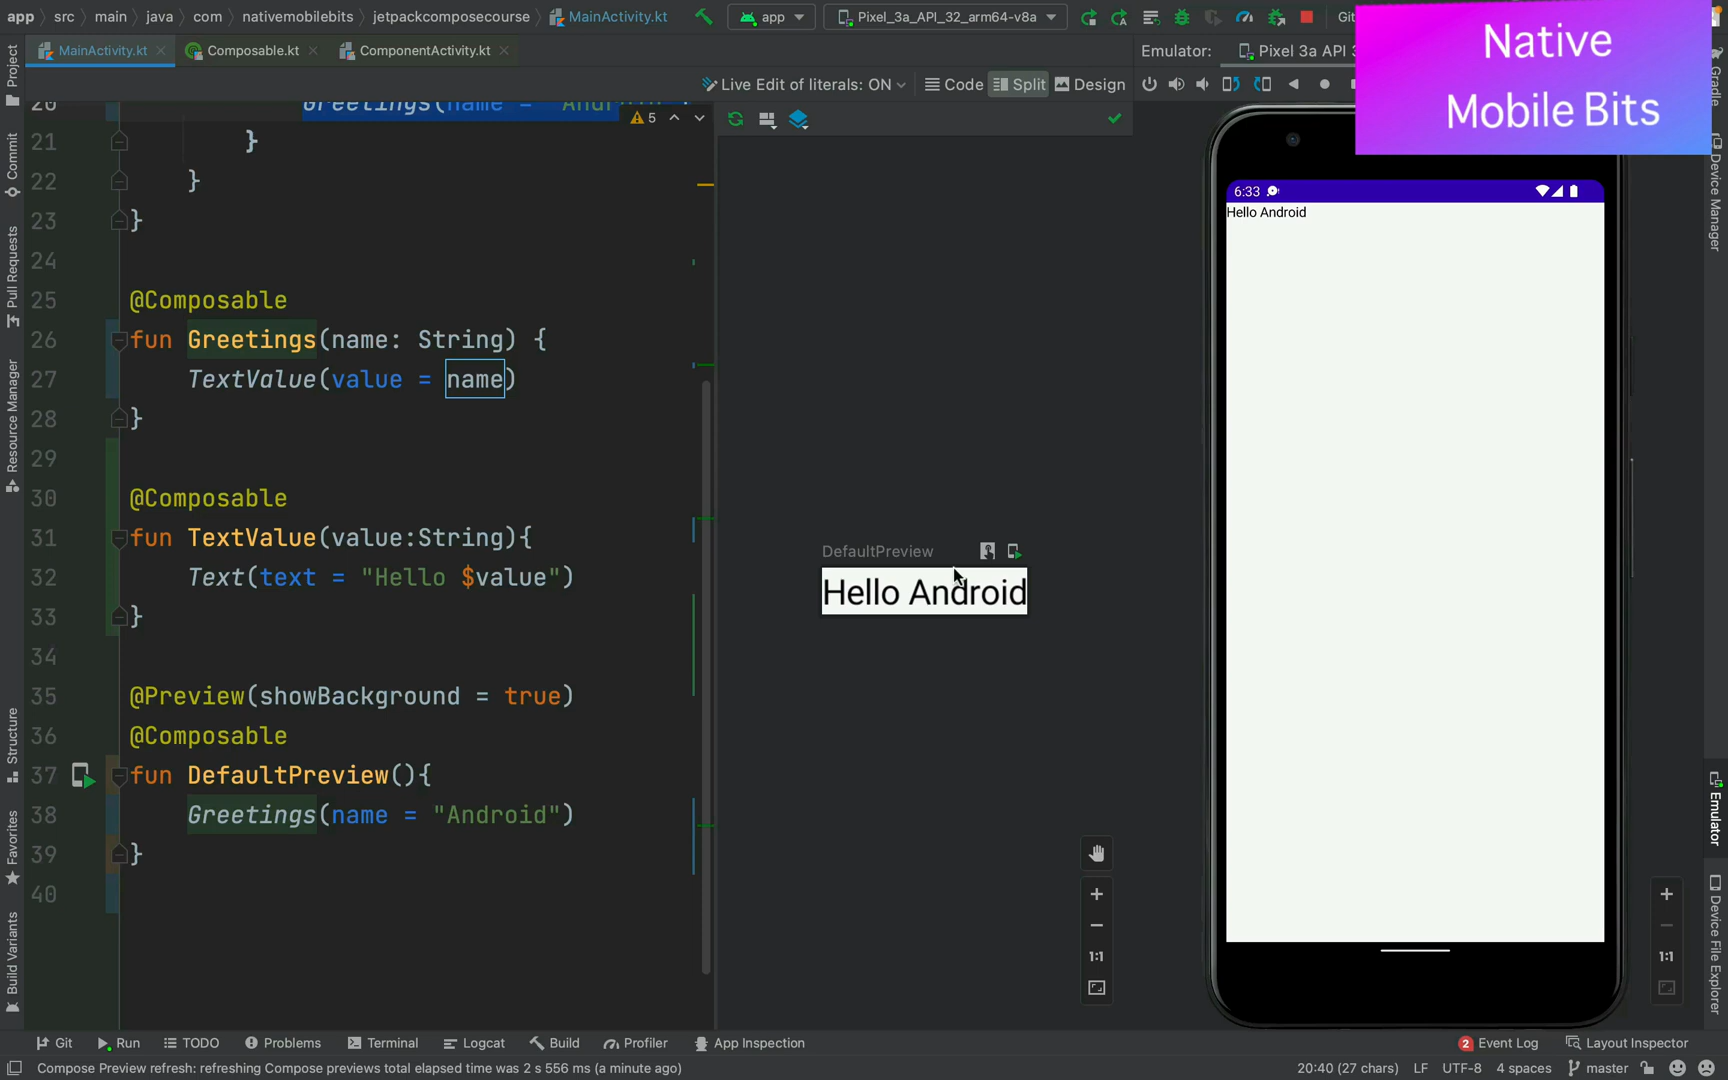 app > src > main > java > com > nativemobilebits > jetpackcomposecourse > MainActivity.kt
app
Pixel_3a_API_32_arm64-v8a
Git
Native
Mobile Bits
MainActivity.kt
Composable.kt
ComponentActivity.kt
Emulator:
Pixel 3a API 3
Live Edit of literals: ON
Code
Split
Design
20 Greetings(name = "Android")
5
21 }
22 }
23 }
24
25 @Composable
26 fun Greetings(name: String) {
27 TextValue(value = name)
28 }
29
30 @Composable
31 fun TextValue(value:String){
32 Text(text = "Hello $value")
33 }
34
35 @Preview(showBackground = true)
36 @Composable
37 fun DefaultPreview(){
38 Greetings(name = "Android")
39 }
40
DefaultPreview
Hello Android
1:1
6:33
Hello Android
1:1
Project
Commit
Pull Requests
Resource Manager
Structure
Favorites
Build Variants
Gradle
Device Manager
Emulator
Device File Explorer
Git
Run
TODO
Problems
Terminal
Logcat
Build
Profiler
App Inspection
2 Event Log
Layout Inspector
Compose Preview refresh: refreshing Compose previews total elapsed time was 2 s 556 ms (a minute ago)
20:40 (27 chars)
LF
UTF-8
4 spaces
master